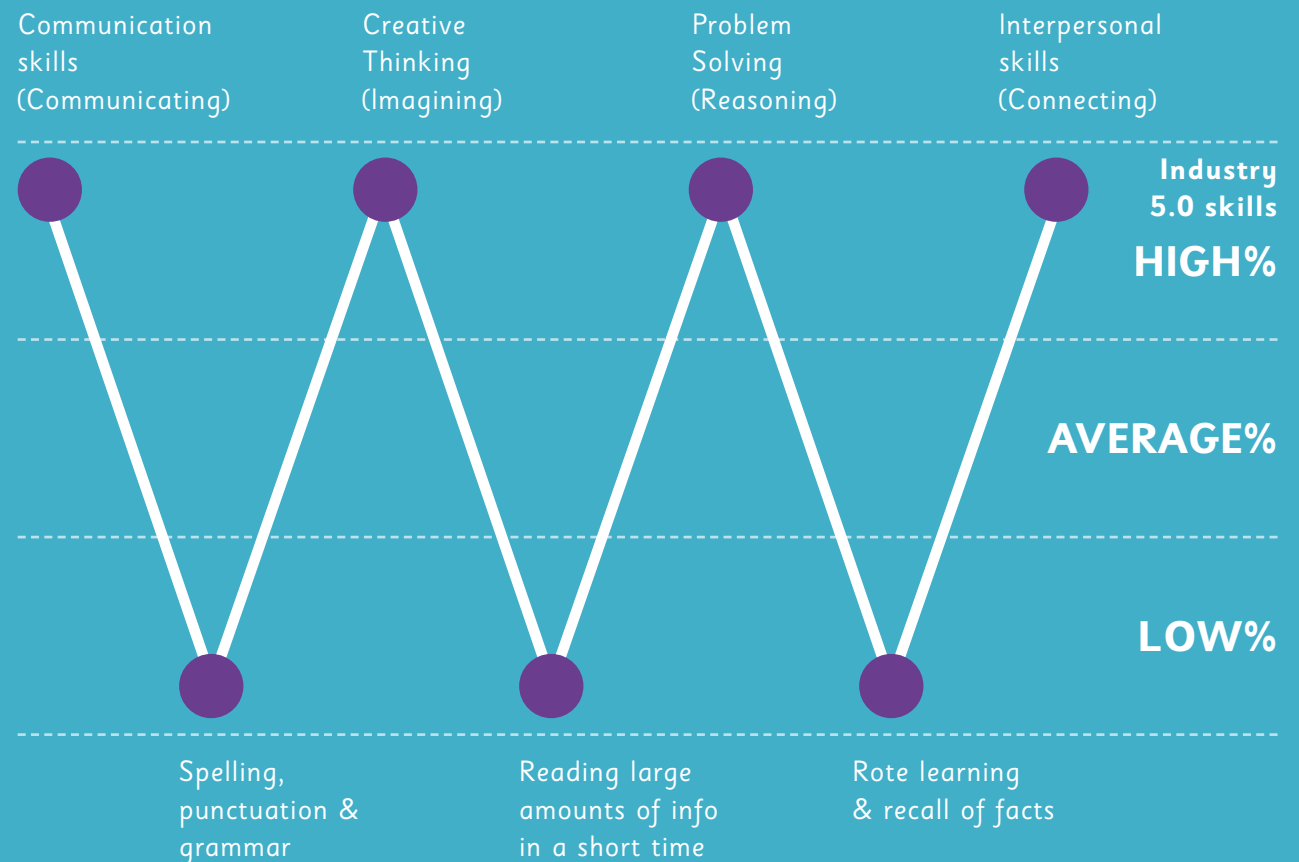 Communication
skills
(Communicating)
Creative
Thinking
(Imagining)
Problem
Solving
(Reasoning)
Interpersonal
skills
(Connecting)
Industry
5.0 skills
HIGH%
AVERAGE%
LOW%
Spelling,
punctuation &
grammar
Reading large
amounts of info
in a short time
Rote learning
& recall of facts